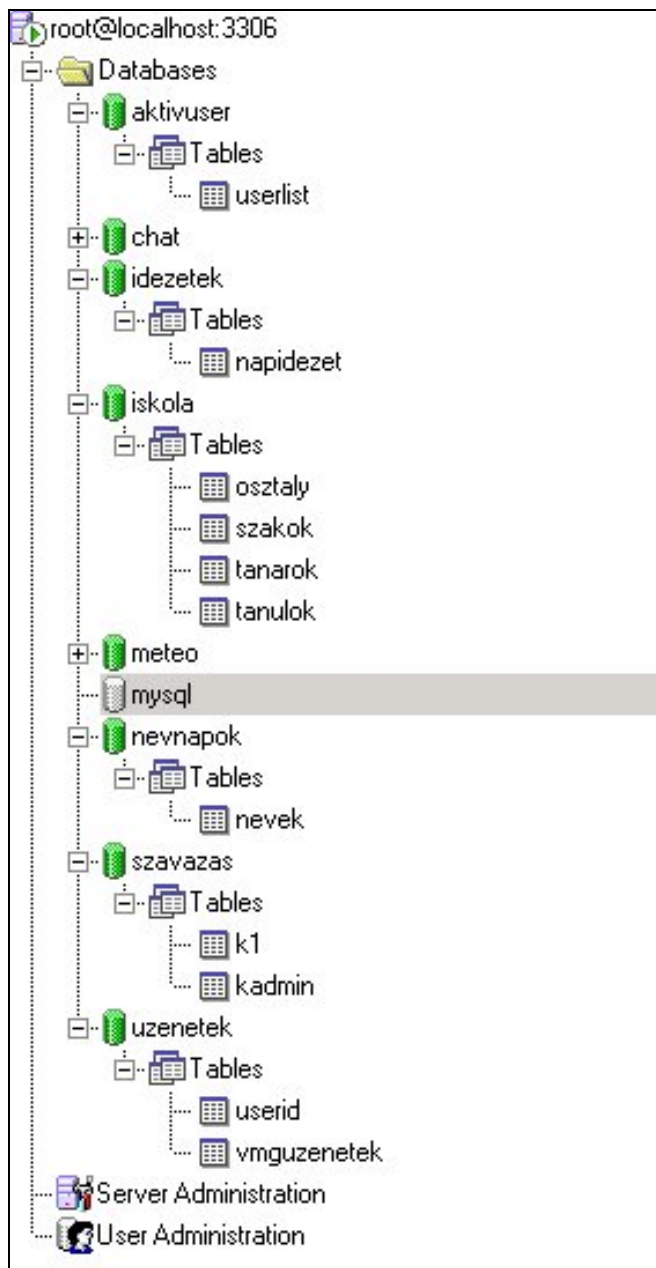 root@localhost:3306
Databases
aktivuser
Tables
userlist
chat
idezetek
Tables
napidezet
iskola
Tables
osztaly
szakok
tanarok
tanulok
meteo
mysql
nevnapok
Tables
nevek
szavazas
Tables
k1
kadmin
uzenetek
Tables
userid
vmguzenetek
Server Administration
User Administration